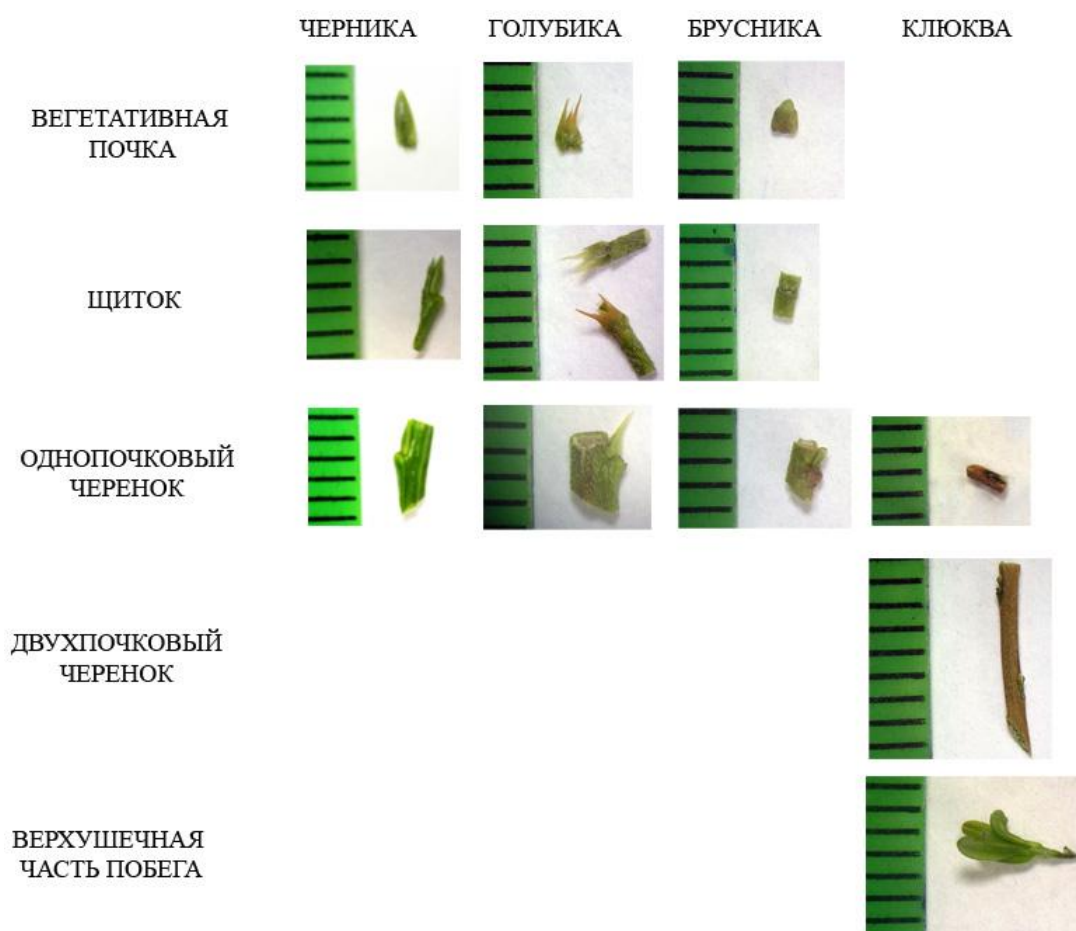 ЧЕРНИКА ГОЛУБИКА БРУСНИКА КЛЮКВА
ВЕГЕТАТИВНАЯ
ПОЧКА
ЩИТОК
ОДНОПОЧКОВЫЙ
ЧЕРЕНОК
ДВУХПОЧКОВЫЙ
ЧЕРЕНОК
ВЕРХУШЕЧНАЯ
ЧАСТЬ ПОБЕГА